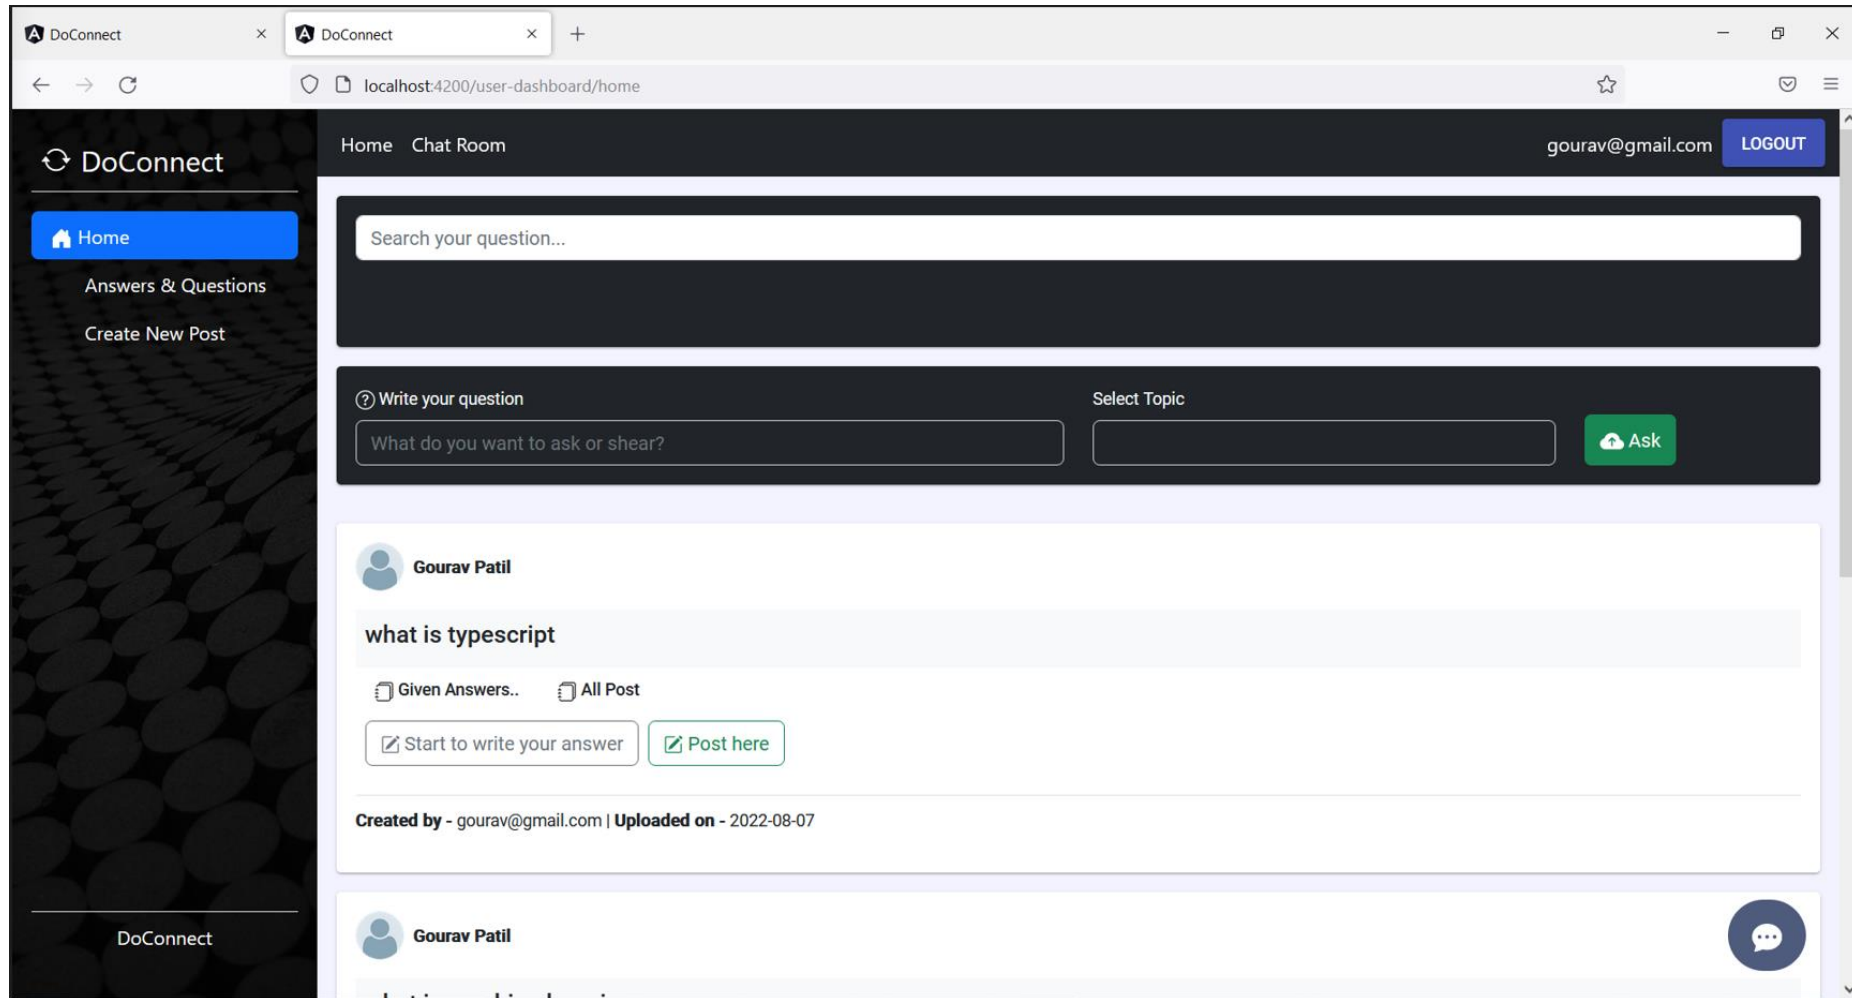 DoConnect
DoConnect
localhost:4200/user-dashboard/home
DoConnect
Home
Answers & Questions
Create New Post
DoConnect
Home Chat Room
gourav@gmail.com LOGOUT
Search your question...
Write your question
Select Topic
What do you want to ask or shear?
Ask
Gourav Patil
what is typescript
Given Answers.. All Post
Start to write your answer Post here
Created by - gourav@gmail.com | Uploaded on - 2022-08-07
Gourav Patil